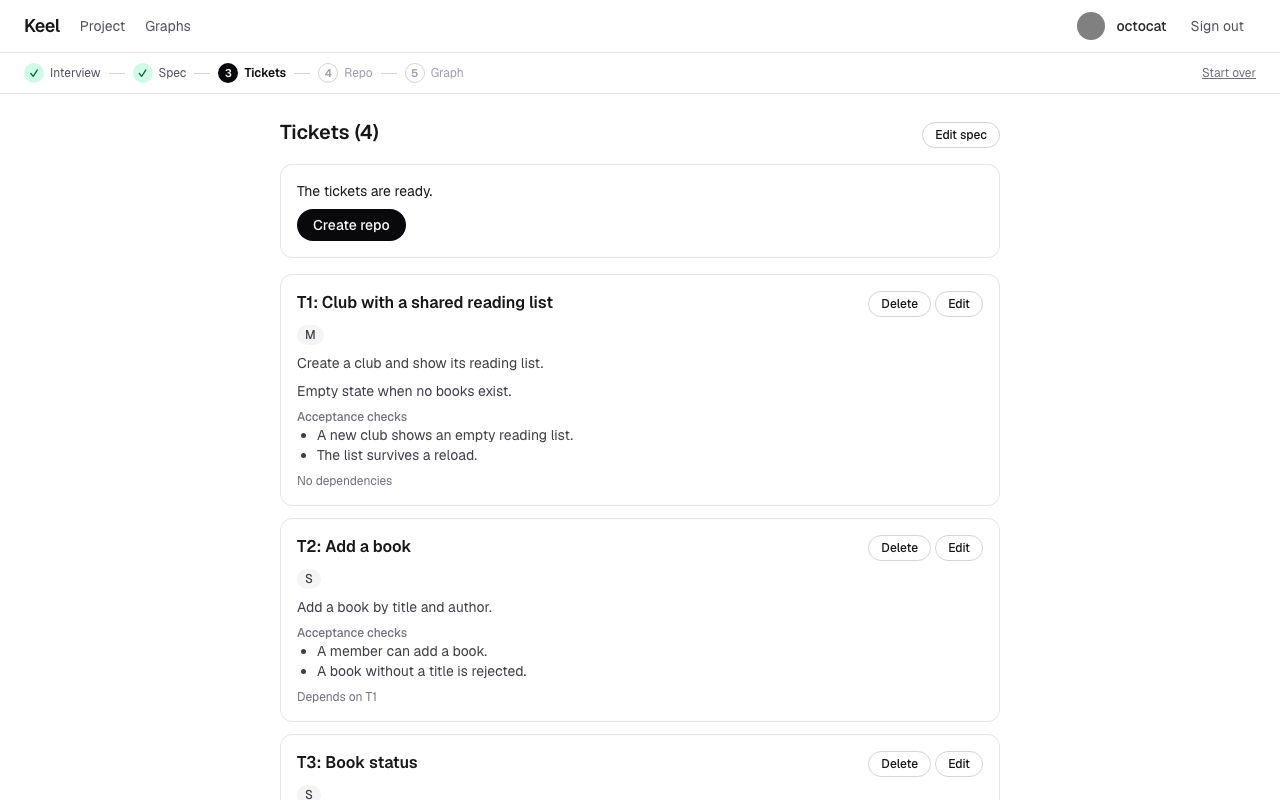 Keel Project Graphs octocat Sign out
Interview Spec 3 Tickets 4 Repo 5 Graph Start over
Tickets (4) Edit spec
The tickets are ready.
Create repo
T1: Club with a shared reading list Delete Edit
M
Create a club and show its reading list.
Empty state when no books exist.
Acceptance checks
• A new club shows an empty reading list.
• The list survives a reload.
No dependencies
T2: Add a book Delete Edit
S
Add a book by title and author.
Acceptance checks
• A member can add a book.
• A book without a title is rejected.
Depends on T1
T3: Book status Delete Edit
S